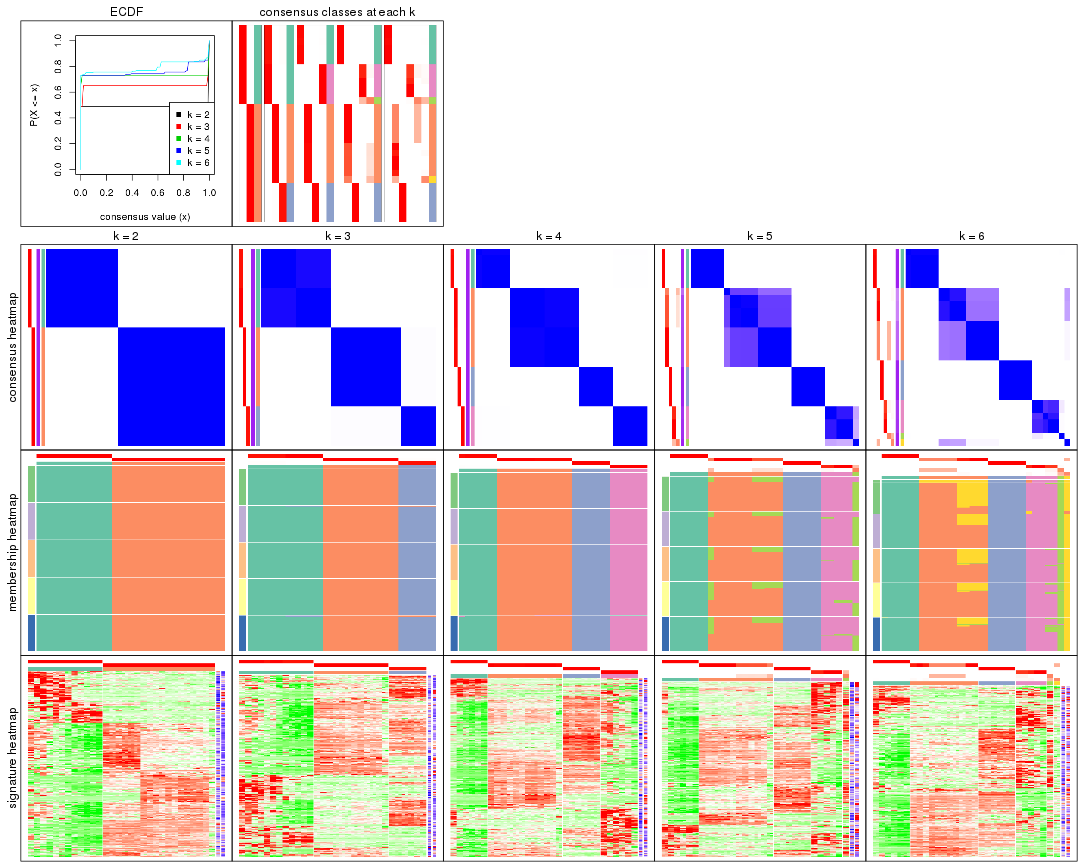 ECDF
consensus classes at each k
P(X <= x)
0.0 0.2 0.4 0.6 0.8 1.0
k = 2
k = 3
k = 4
k = 5
k = 6
0.0 0.2 0.4 0.6 0.8 1.0
consensus value (x)
k = 2
k = 3
k = 4
k = 5
k = 6
consensus heatmap
membership heatmap
signature heatmap